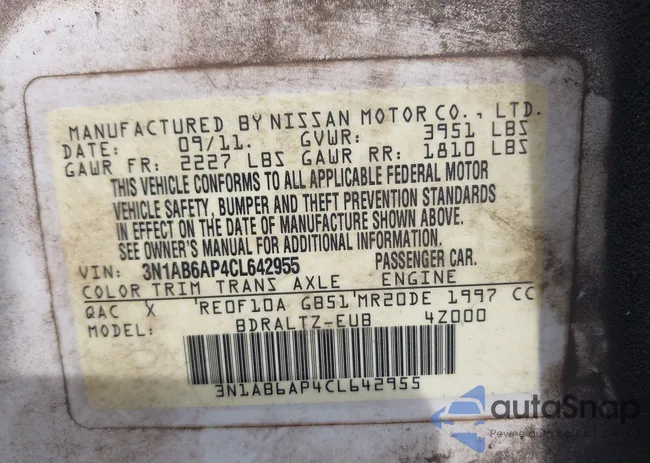 MANUFACTURED BY NISSAN MOTOR CO., LTD.
DATE: 09/11. GVWR: 3951 LBS
GAWR FR: 2227 LBS GAWR RR: 1810 LBS
THIS VEHICLE CONFORMS TO ALL APPLICABLE FEDERAL MOTOR
VEHICLE SAFETY, BUMPER AND THEFT PREVENTION STANDARDS
IN EFFECT ON THE DATE OF MANUFACTURE SHOWN ABOVE.
SEE OWNER'S MANUAL FOR ADDITIONAL INFORMATION.
VIN: 3N1AB6AP4CL642955 PASSENGER CAR.
COLOR TRIM TRANS AXLE ENGINE
QAC X RE0F10A GB51 MR20DE 1997 CC
MODEL: BDRALTZ-EUB 4Z000
3N1AB6AP4CL642955
autoSnap